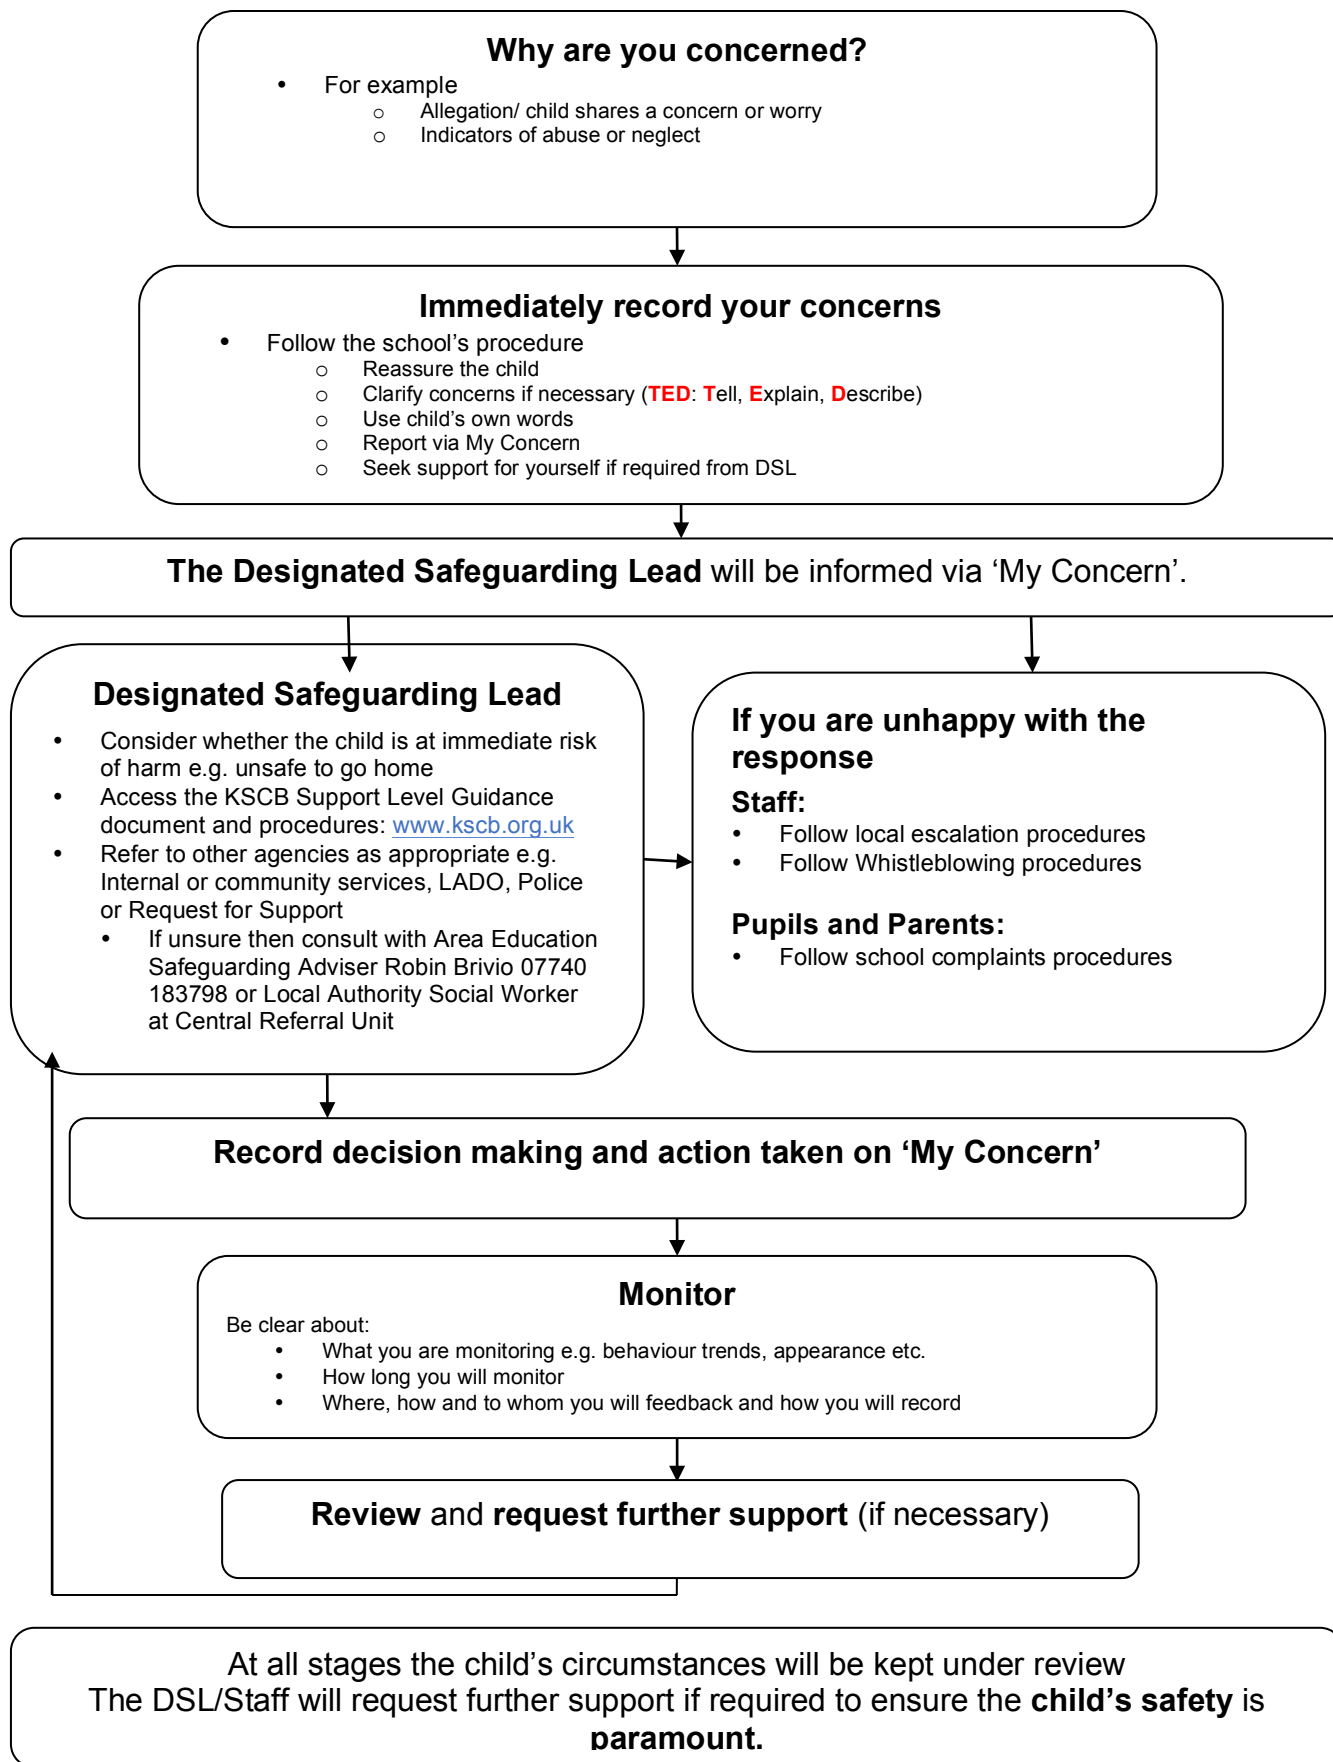 Why are you concerned?
• For example
o Allegation/ child shares a concern or worry
o Indicators of abuse or neglect
Immediately record your concerns
• Follow the school’s procedure
o Reassure the child
o Clarify concerns if necessary (TED: Tell, Explain, Describe)
o Use child’s own words
o Report via My Concern
o Seek support for yourself if required from DSL
The Designated Safeguarding Lead will be informed via ‘My Concern’.
Designated Safeguarding Lead
• Consider whether the child is at immediate risk
of harm e.g. unsafe to go home
• Access the KSCB Support Level Guidance
document and procedures: www.kscb.org.uk
• Refer to other agencies as appropriate e.g.
Internal or community services, LADO, Police
or Request for Support
• If unsure then consult with Area Education
Safeguarding Adviser Robin Brivio 07740
183798 or Local Authority Social Worker
at Central Referral Unit
If you are unhappy with the
response
Staff:
• Follow local escalation procedures
• Follow Whistleblowing procedures
Pupils and Parents:
• Follow school complaints procedures
Record decision making and action taken on ‘My Concern’
Monitor
Be clear about:
• What you are monitoring e.g. behaviour trends, appearance etc.
• How long you will monitor
• Where, how and to whom you will feedback and how you will record
Review and request further support (if necessary)
At all stages the child’s circumstances will be kept under review
The DSL/Staff will request further support if required to ensure the child’s safety is
paramount.